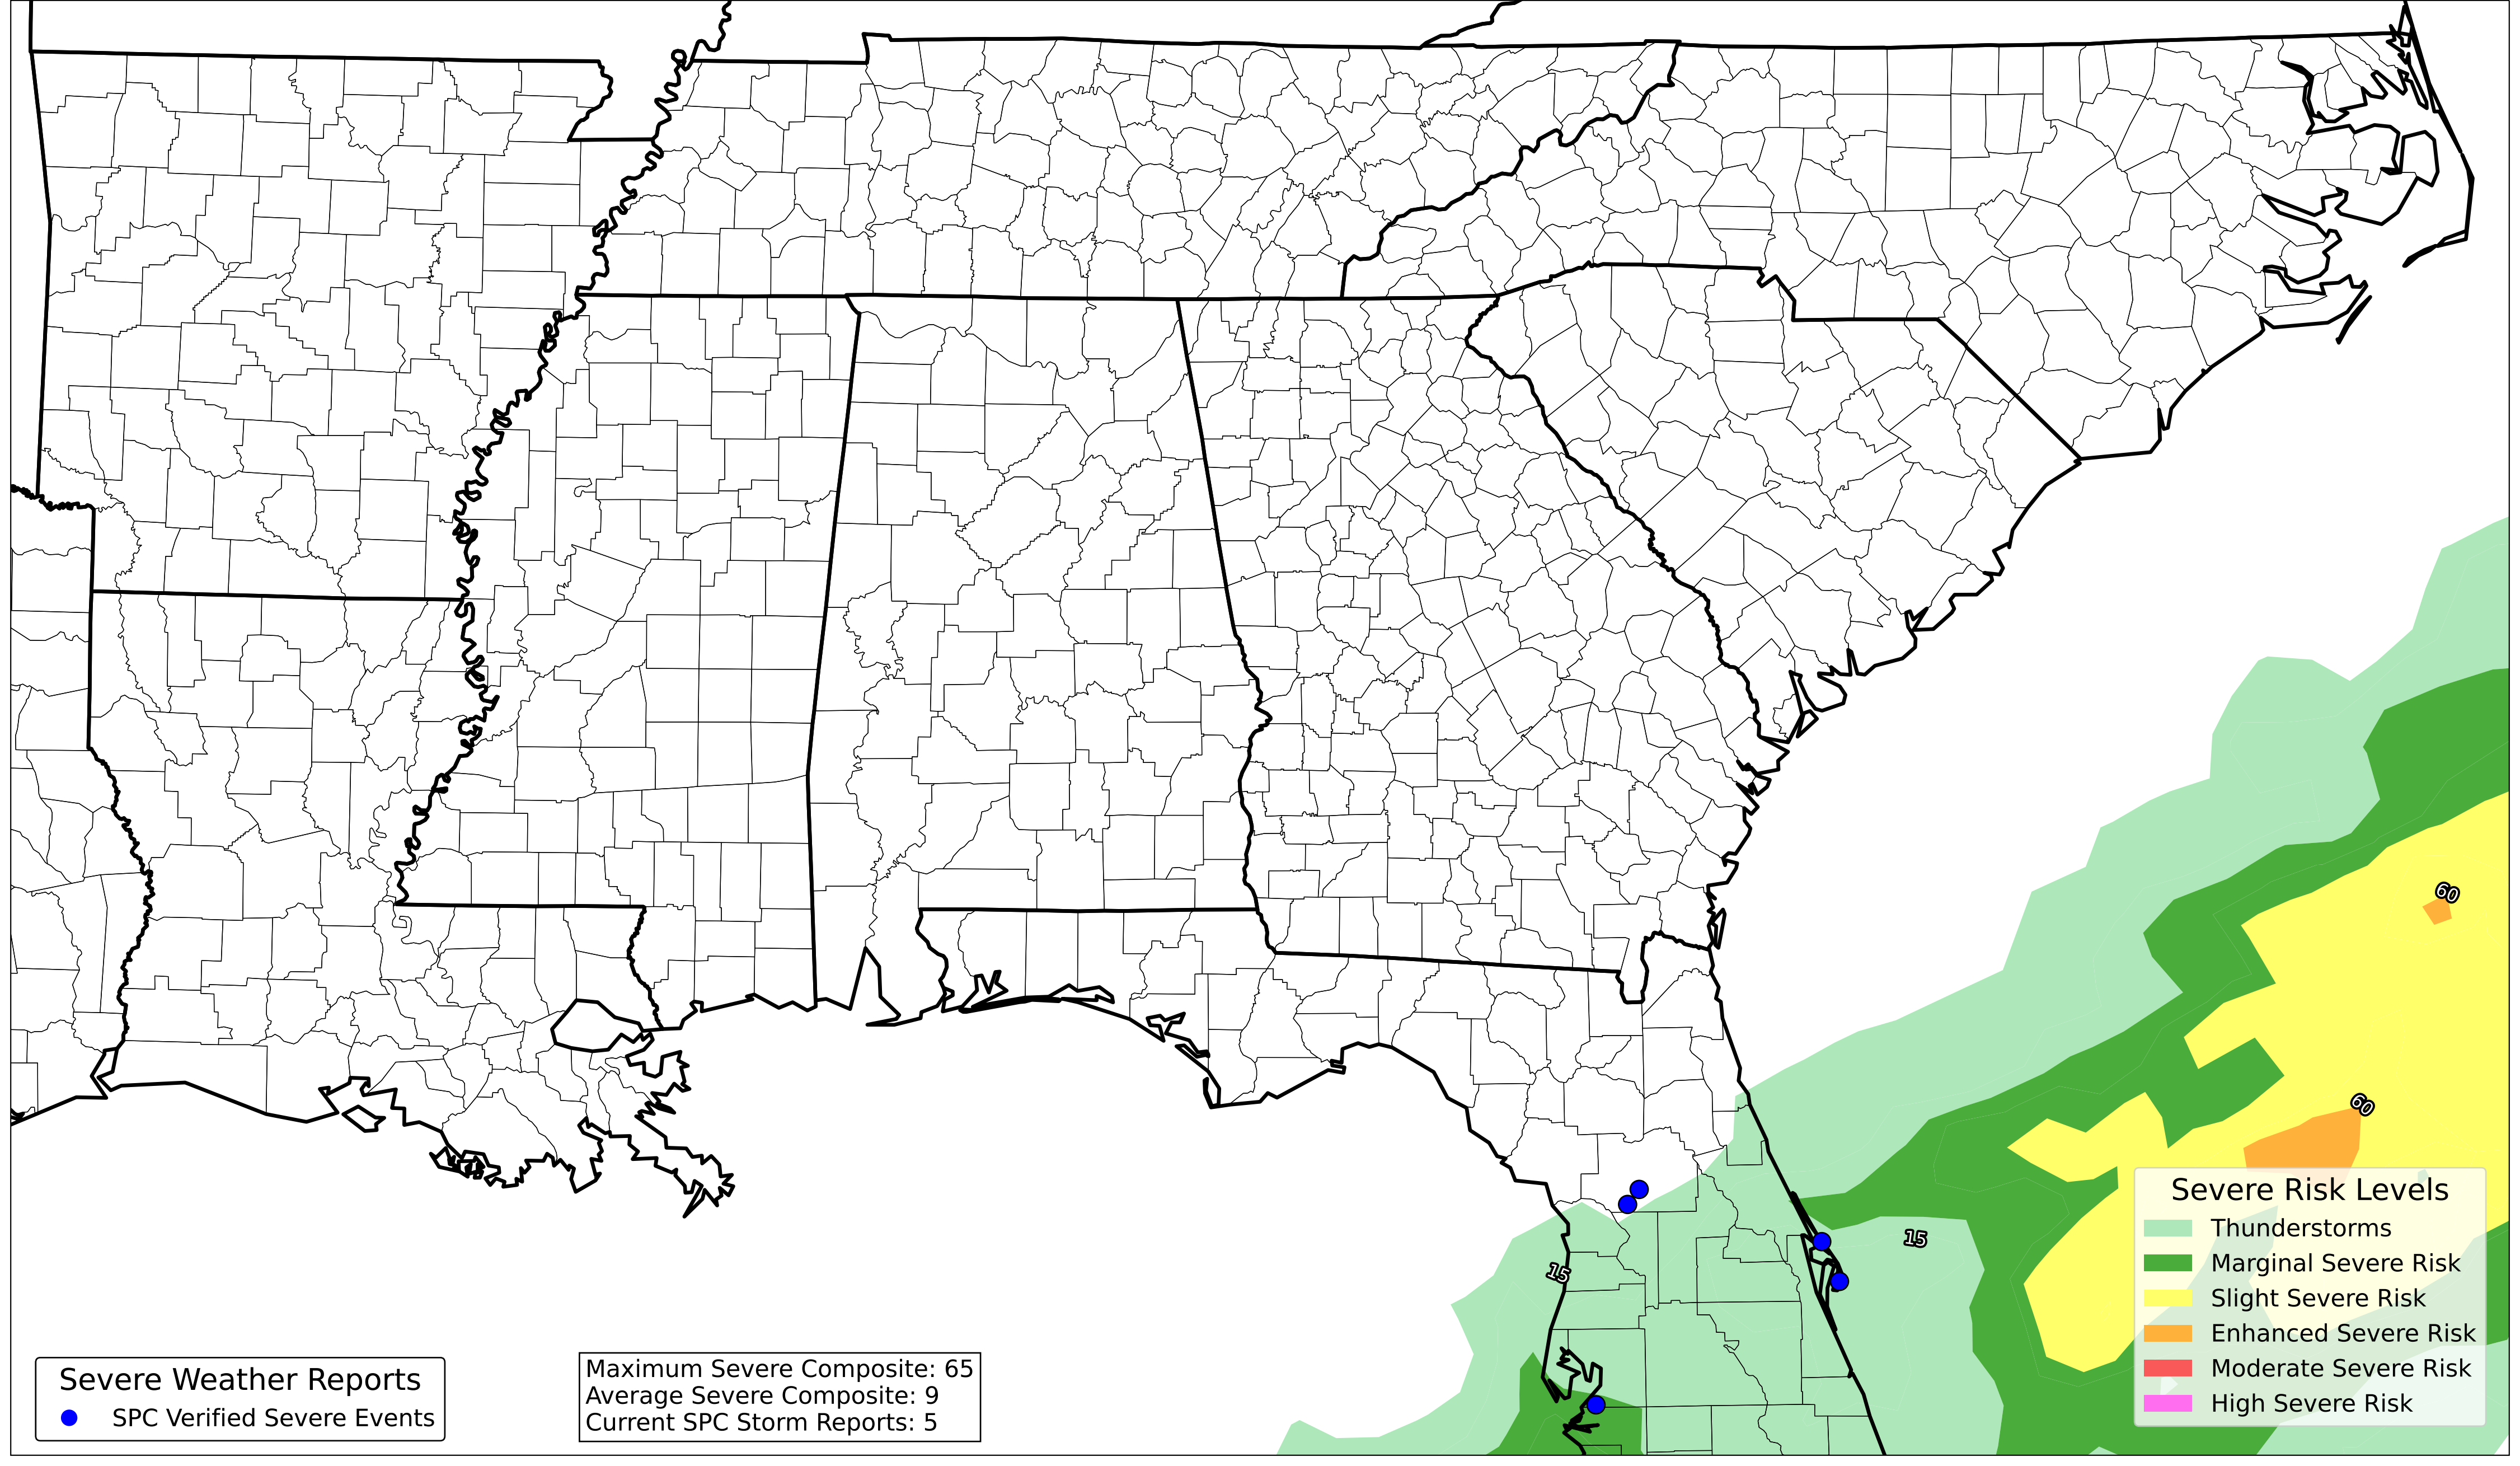 60
60
15
15
Severe Risk Levels
Thunderstorms
Marginal Severe Risk
Slight Severe Risk
Enhanced Severe Risk
Moderate Severe Risk
High Severe Risk
Severe Weather Reports
SPC Verified Severe Events
Maximum Severe Composite: 65
Average Severe Composite: 9
Current SPC Storm Reports: 5